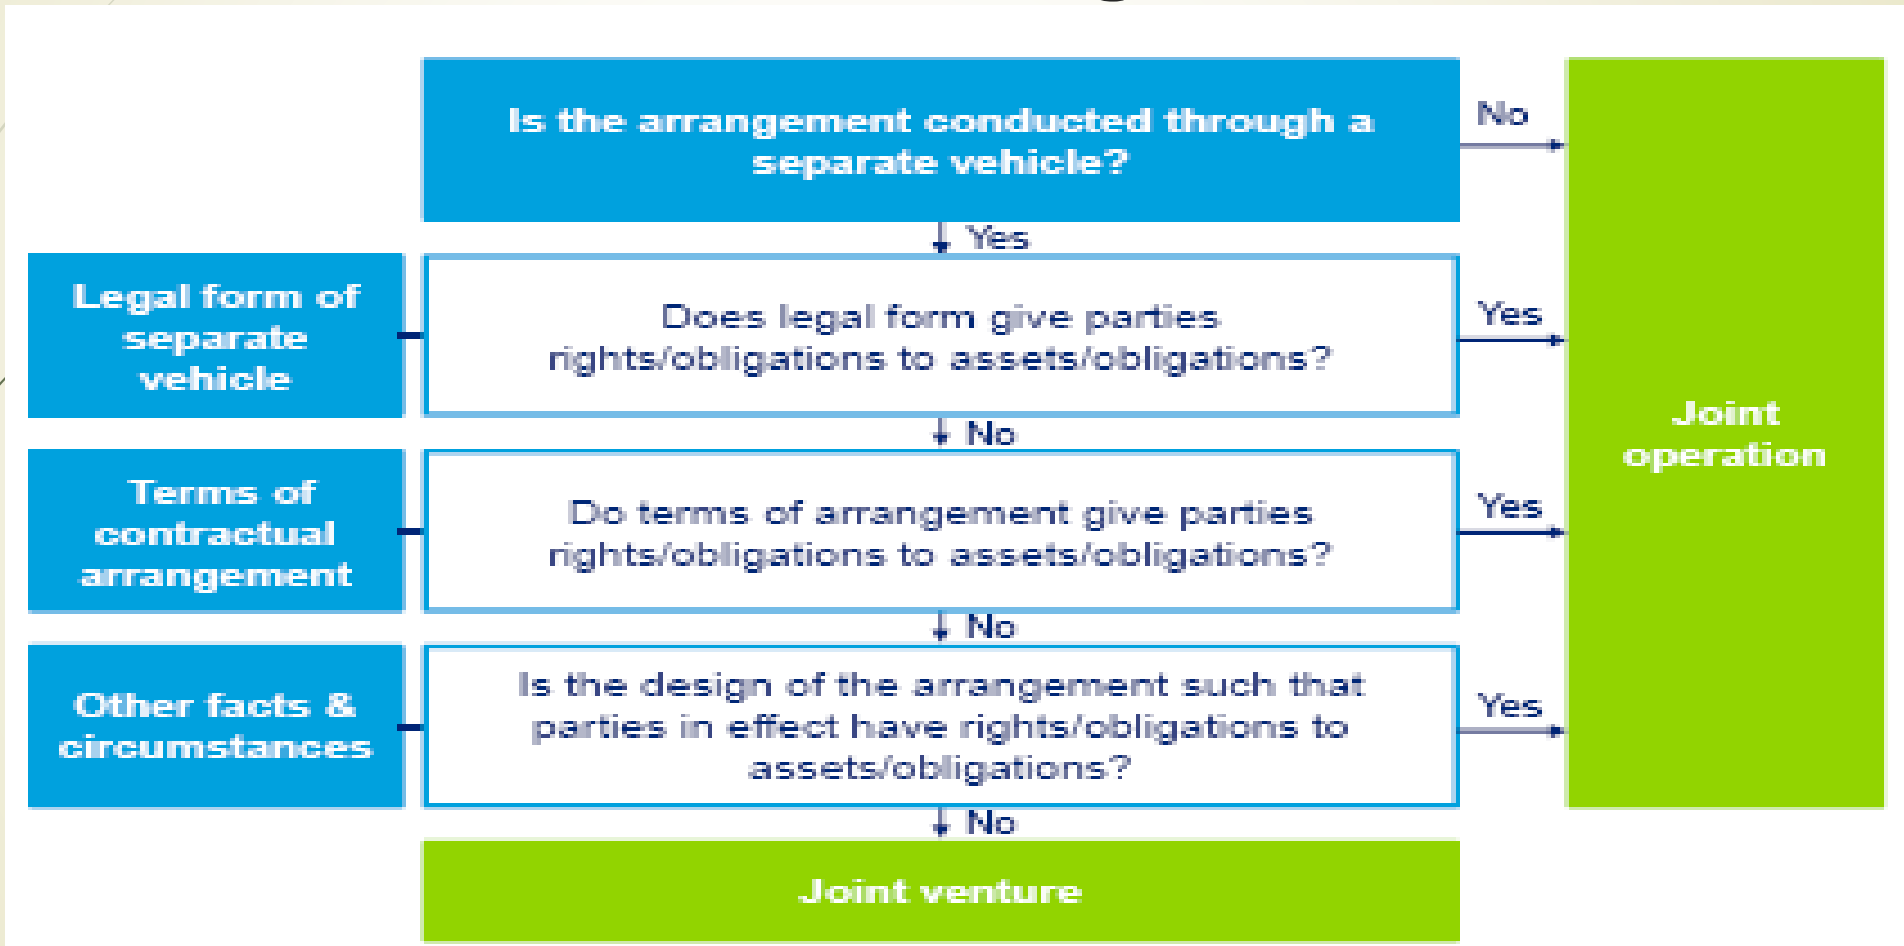 Is the arrangement conducted through a
separate vehicle?
No
Yes
Legal form of
separate
vehicle
Does legal form give parties
rights/obligations to assets/obligations?
Yes
No
Terms of
contractual
arrangement
Do terms of arrangement give parties
rights/obligations to assets/obligations?
Yes
No
Other facts &
circumstances
Is the design of the arrangement such that
parties in effect have rights/obligations to
assets/obligations?
Yes
No
Joint
operation
Joint venture